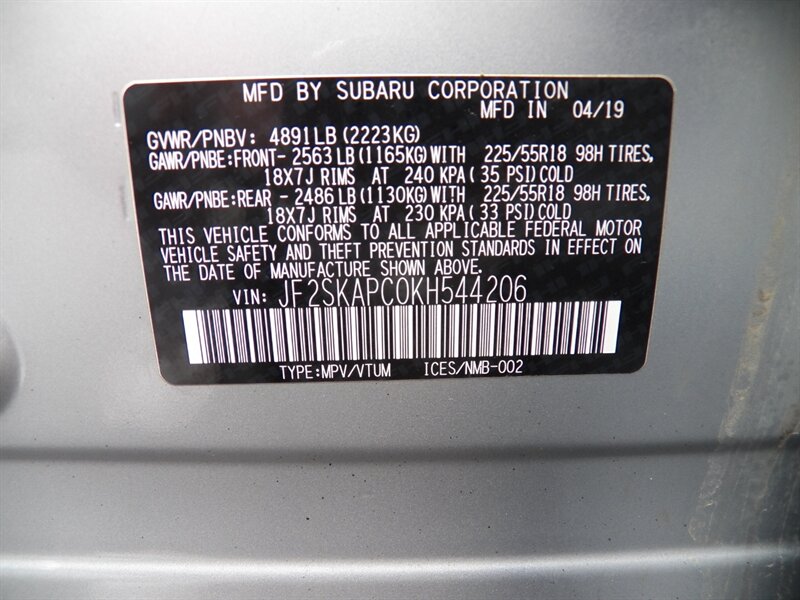 MFD BY SUBARU CORPORATION
MFD IN 04/19
GVWR/PNBV: 4891LB (2223KG)
GAWR/PNBE:FRONT- 2563 LB (1165KG) WITH 225/55R18 98H TIRES,
18X7J RIMS AT 240 KPA ( 35 PSI) COLD
GAWR/PNBE:REAR - 2486 LB (1130KG) WITH 225/55R18 98H TIRES,
18X7J RIMS AT 230 KPA ( 33 PSI) COLD
THIS VEHICLE CONFORMS TO ALL APPLICABLE FEDERAL MOTOR
VEHICLE SAFETY AND THEFT PREVENTION STANDARDS IN EFFECT ON
THE DATE OF MANUFACTURE SHOWN ABOVE.
VIN: JF2SKAPC0KH544206
TYPE:MPV/VTUM ICES/NMB-002